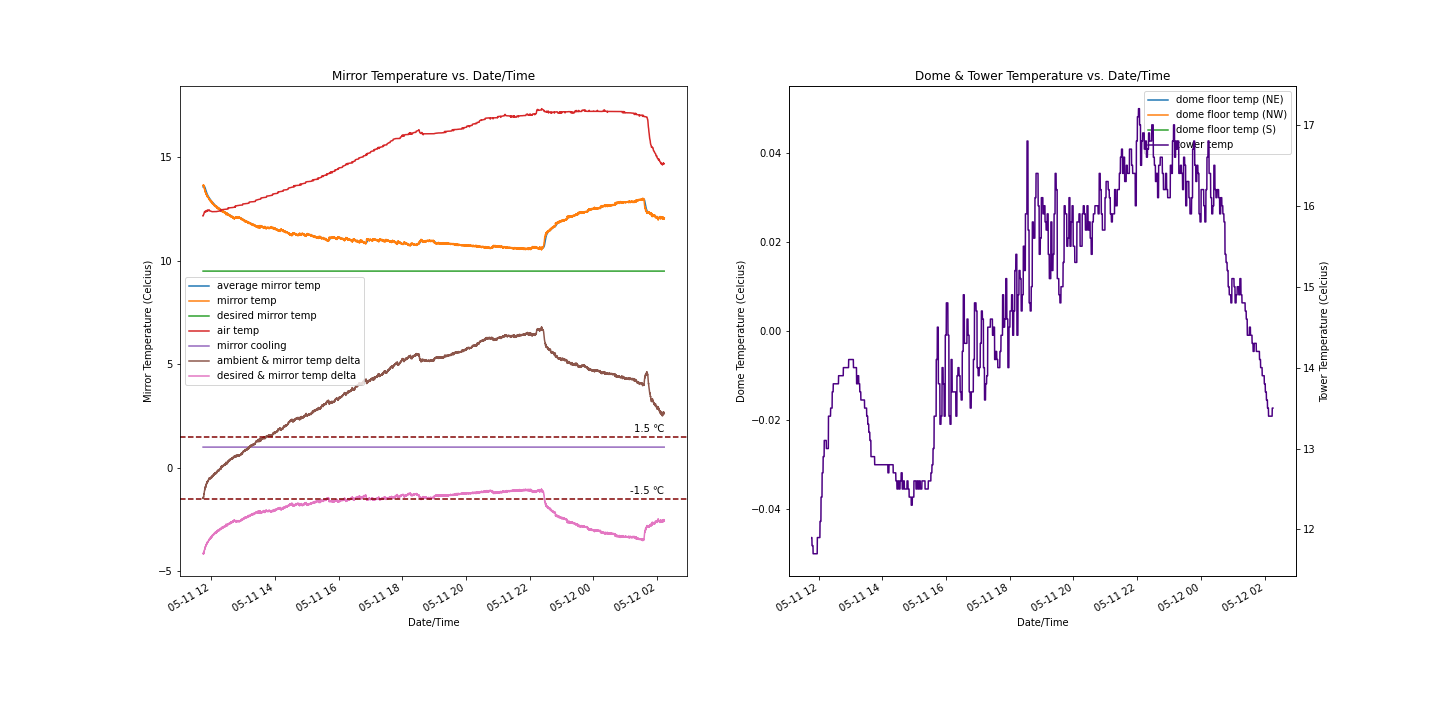 Mirror Temperature vs. Date/Time
Mirror Temperature (Celcius)
15
10
5
0
−5
average mirror temp
mirror temp
desired mirror temp
air temp
mirror cooling
ambient & mirror temp delta
desired & mirror temp delta
1.5 °C
-1.5 °C
05-11 12
05-11 14
05-11 16
05-11 18
05-11 20
05-11 22
05-12 00
05-12 02
Date/Time
Dome & Tower Temperature vs. Date/Time
Dome Temperature (Celcius)
0.04
0.02
0.00
−0.02
−0.04
dome floor temp (NE)
dome floor temp (NW)
dome floor temp (S)
tower temp
17
16
15
14
13
12
Tower Temperature (Celcius)
05-11 12
05-11 14
05-11 16
05-11 18
05-11 20
05-11 22
05-12 00
05-12 02
Date/Time